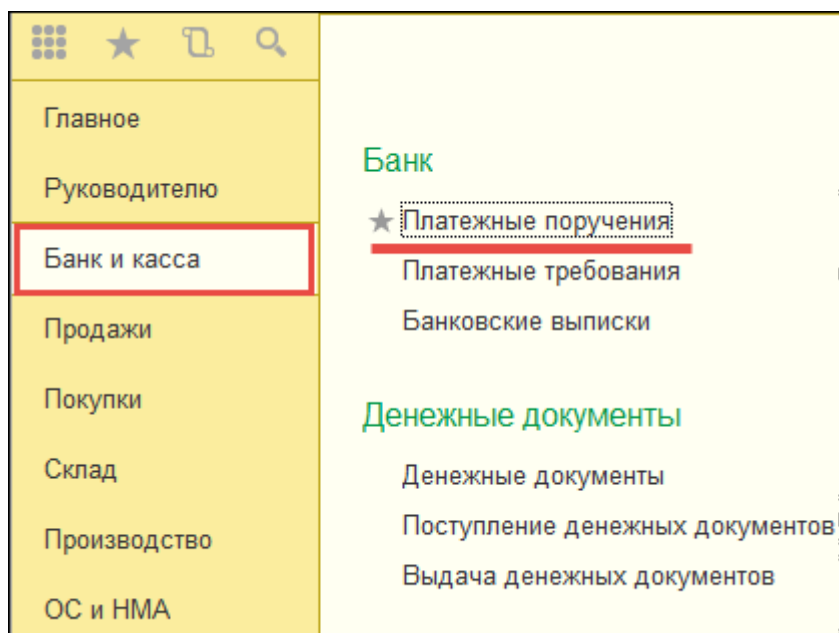 Главное
Руководителю
Банк и касса
Продажи
Покупки
Склад
Производство
ОС и НМА
Банк
Платежные поручения
Платежные требования
Банковские выписки
Денежные документы
Денежные документы
Поступление денежных документов
Выдача денежных документов